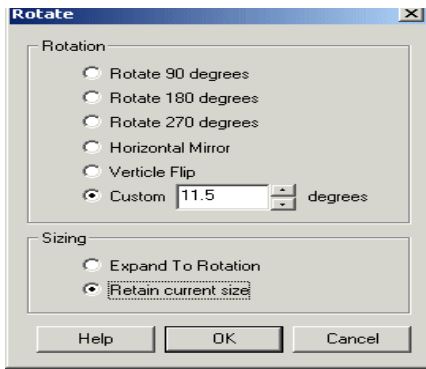 Rotate
Rotation
Rotate 90 degrees
Rotate 180 degrees
Rotate 270 degrees
Horizontal Mirror
Verticle Flip
Custom 11.5 degrees
Sizing
Expand To Rotation
Retain current size
Help OK Cancel